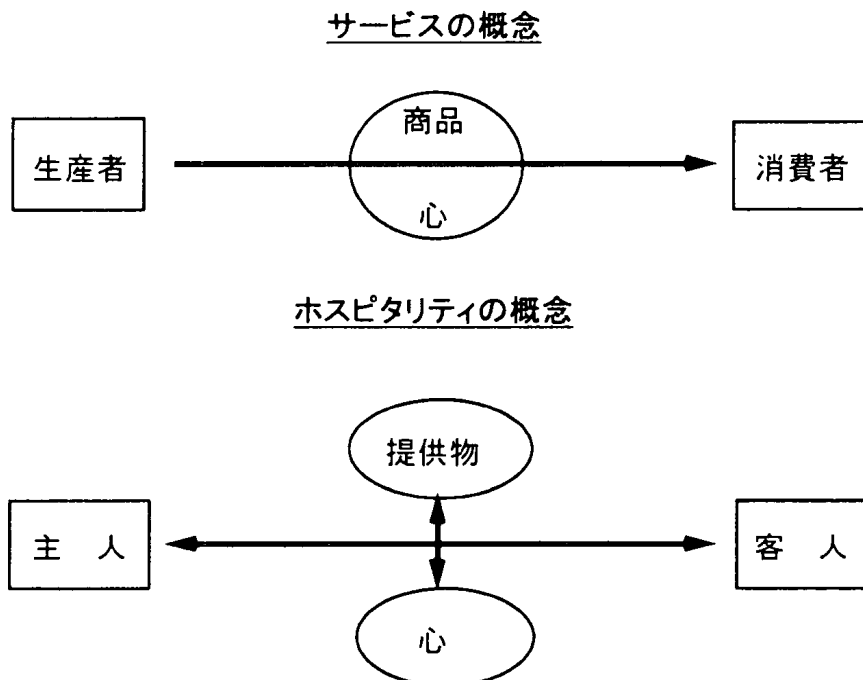 サービスの概念
商品
生産者
消費者
心
ホスピタリティの概念
提供物
主　人
客　人
心